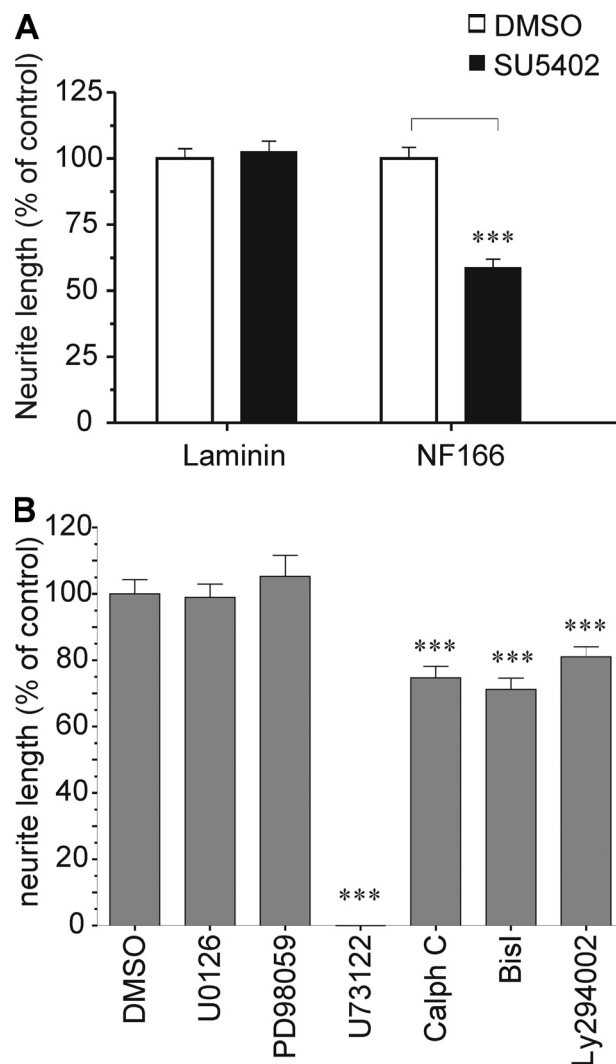 A
DMSO
SU5402
Neurite length (% of control)
125
100
75
50
25
0
***
Laminin
NF166
B
neurite length (% of control)
120
100
80
60
40
20
0
***
***
***
***
DMSO
U0126
PD98059
U73122
Calph C
BisI
Ly294002